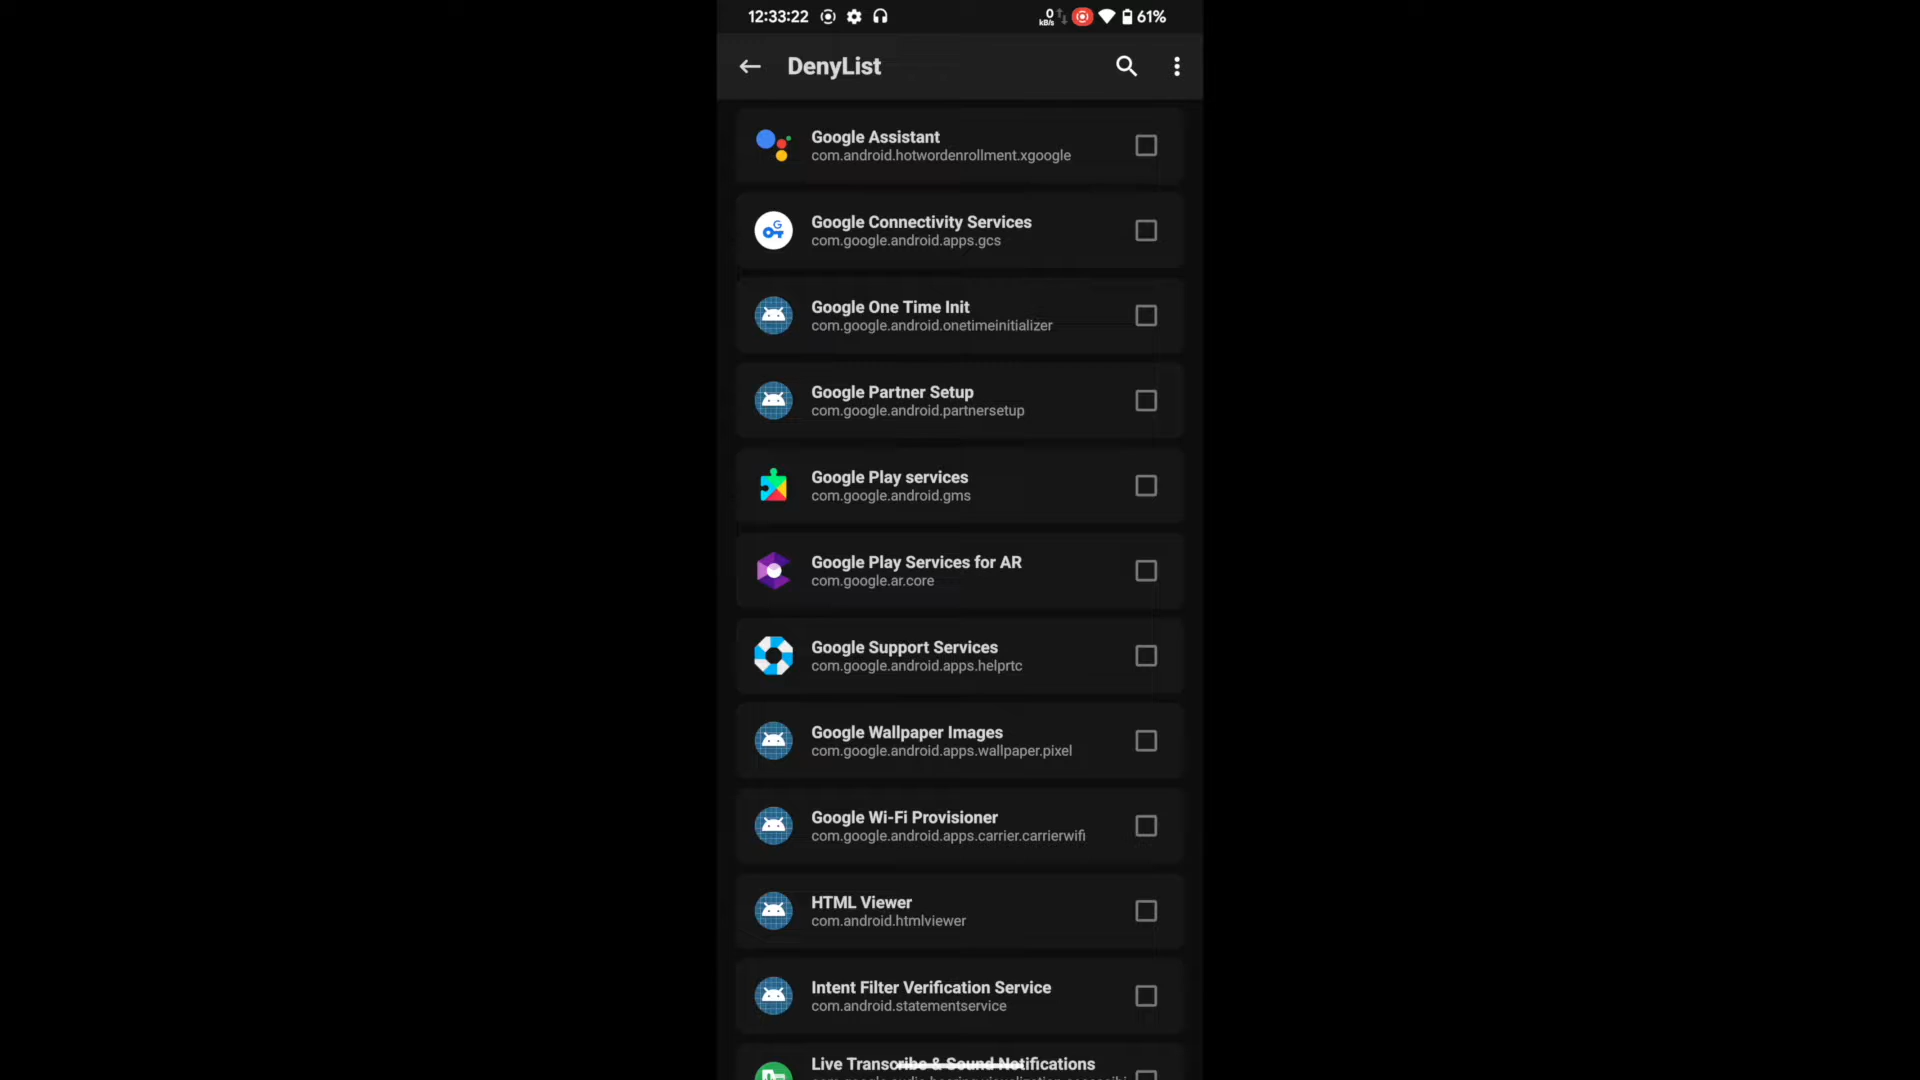 12:33:22
0
kB/s
61%
DenyList
Google Assistant
com.android.hotwordenrollment.xgoogle
Google Connectivity Services
com.google.android.apps.gcs
Google One Time Init
com.google.android.onetimeinitializer
Google Partner Setup
com.google.android.partnersetup
Google Play services
com.google.android.gms
Google Play Services for AR
com.google.ar.core
Google Support Services
com.google.android.apps.helprtc
Google Wallpaper Images
com.google.android.apps.wallpaper.pixel
Google Wi-Fi Provisioner
com.google.android.apps.carrier.carrierwifi
HTML Viewer
com.android.htmlviewer
Intent Filter Verification Service
com.android.statementservice
Live Transcribe & Sound Notifications